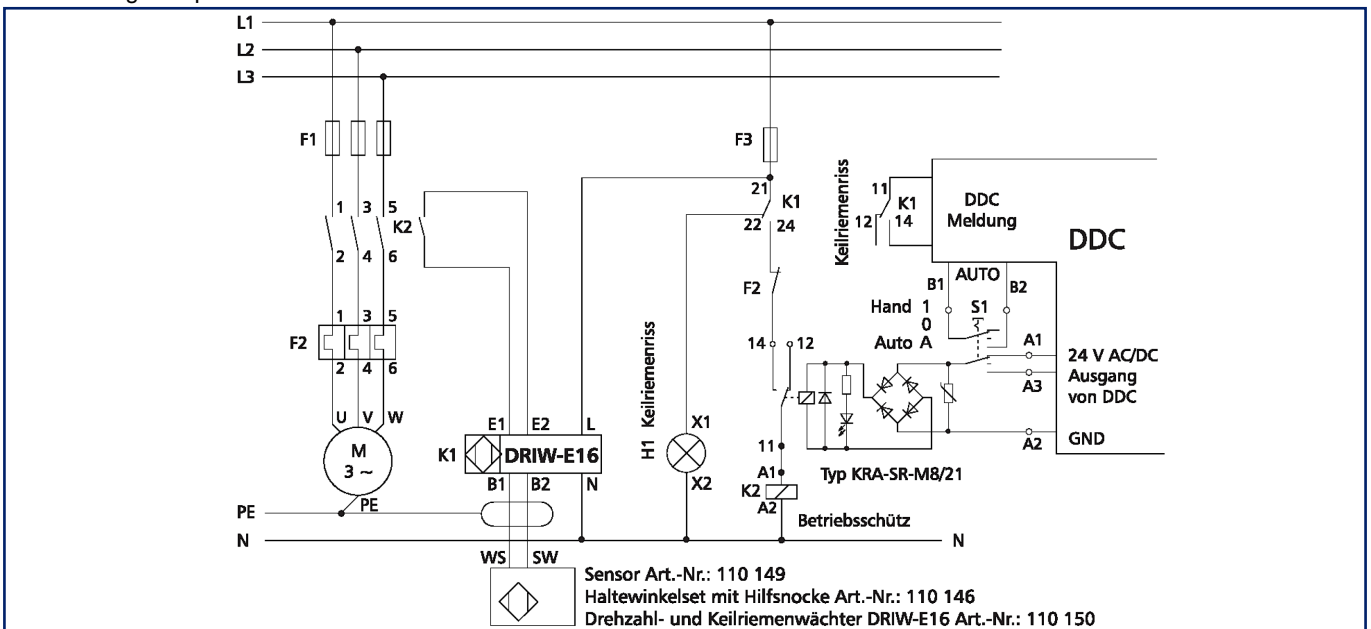 L1
L2
L3
F1
F3
1 3 5
K2
2 4 6
1 3 5
F2
2 4 6
U V W
M
3 ~
PE
PE
N
N
E1 E2 L
K1
DRIW-E16
B1 B2 N
WS SW
H1 Keilriemenriss
X1
X2
21
K1
22 24
F2
14 12
11
A1
K2
A2
Betriebsschütz
Typ KRA-SR-M8/21
Keilriemenriss
11
K1
12 14
DDC
Meldung
DDC
AUTO
B1 B2
Hand 1 S1
0
Auto A
A1
24 V AC/DC
A3
Ausgang
von DDC
A2
GND
Sensor Art.-Nr.: 110 149
Haltewinkelset mit Hilfsnocke Art.-Nr.: 110 146
Drehzahl- und Keilriemenwächter DRIW-E16 Art.-Nr.: 110 150